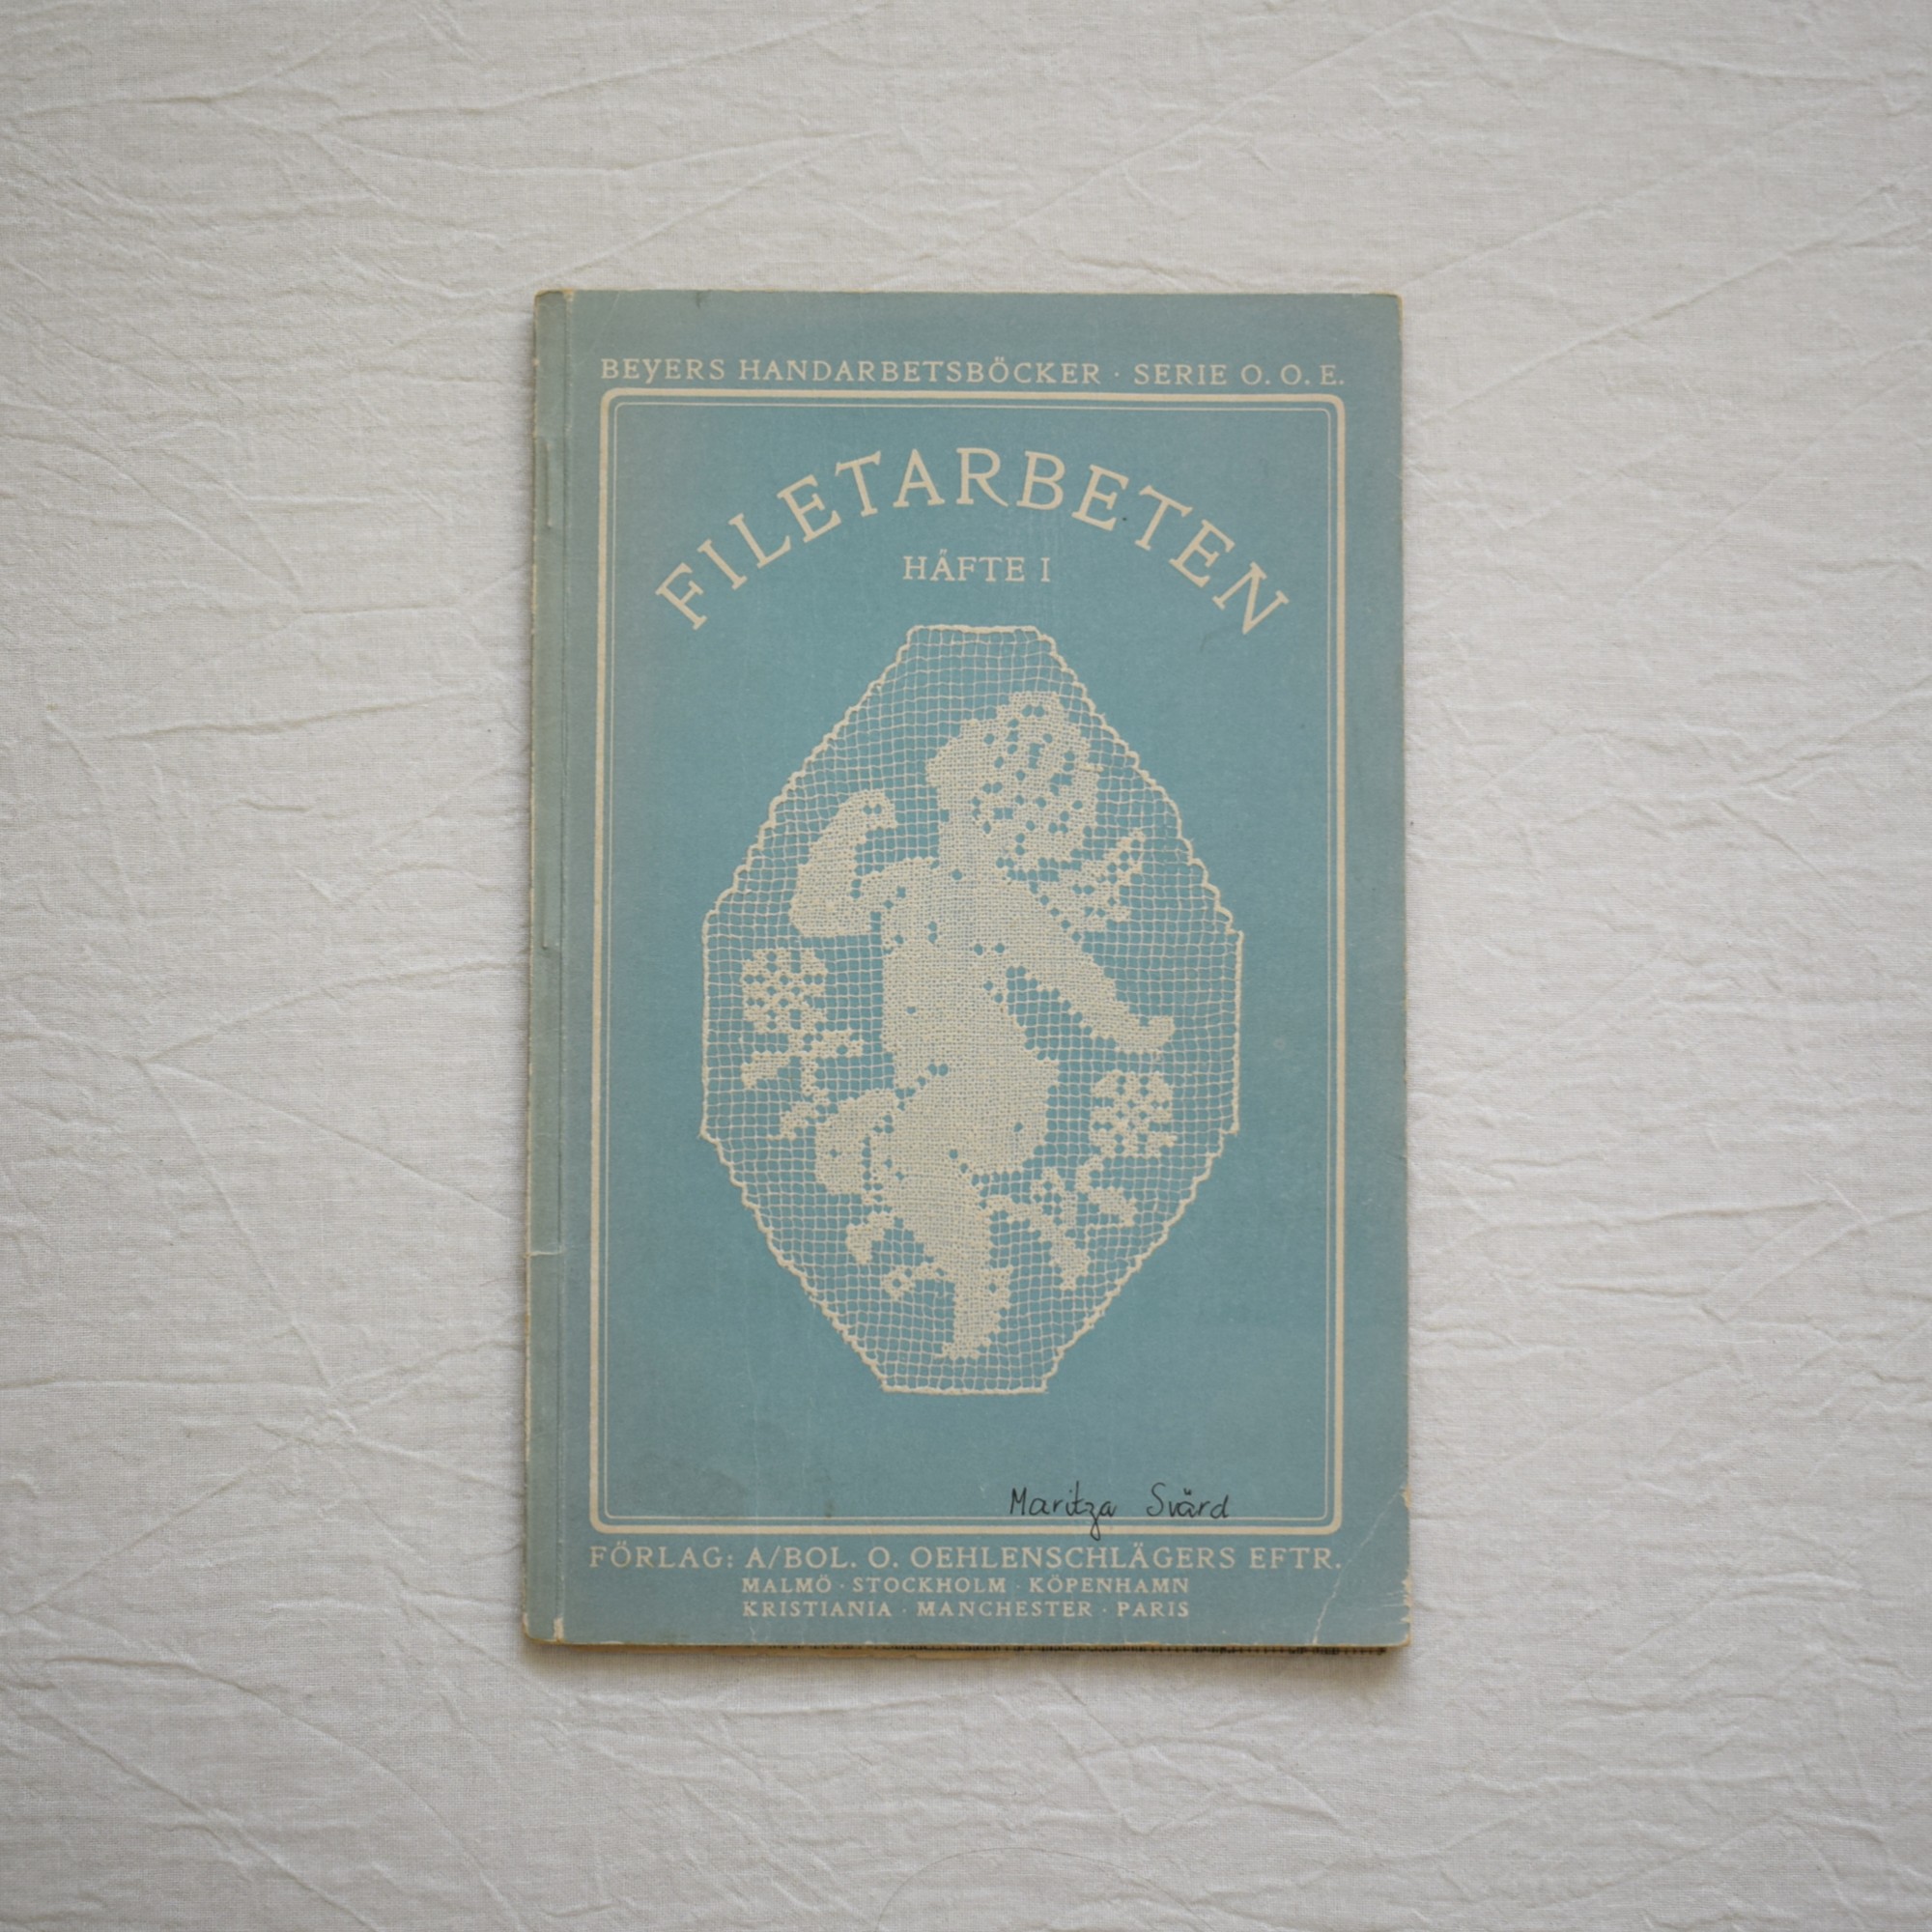 BEYERS HANDARBETSBÖCKER · SERIE O. O. E.
FILETARBETEN
HÄFTE I
Maritza Svärd
FÖRLAG: A/BOL. O. OEHLENSCHLÄGERS EFTR.
MALMÖ · STOCKHOLM · KÖPENHAMN
KRISTIANIA · MANCHESTER · PARIS